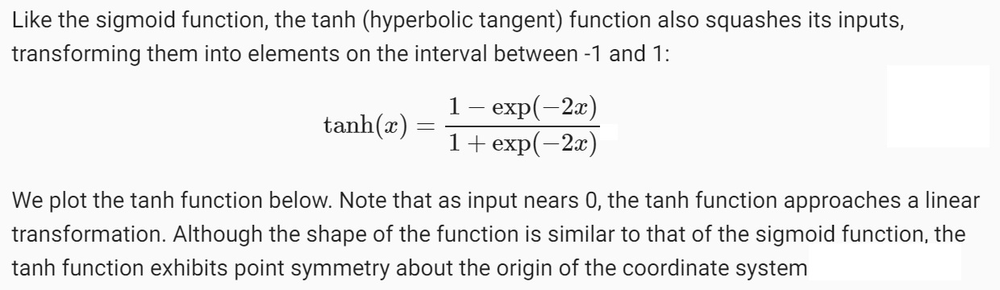 Like the sigmoid function, the tanh (hyperbolic tangent) function also squashes its inputs,
transforming them into elements on the interval between -1 and 1:
tanh(x) = \frac{1 − exp(−2x)}{1 + exp(−2x)}
We plot the tanh function below. Note that as input nears 0, the tanh function approaches a linear
transformation. Although the shape of the function is similar to that of the sigmoid function, the
tanh function exhibits point symmetry about the origin of the coordinate system